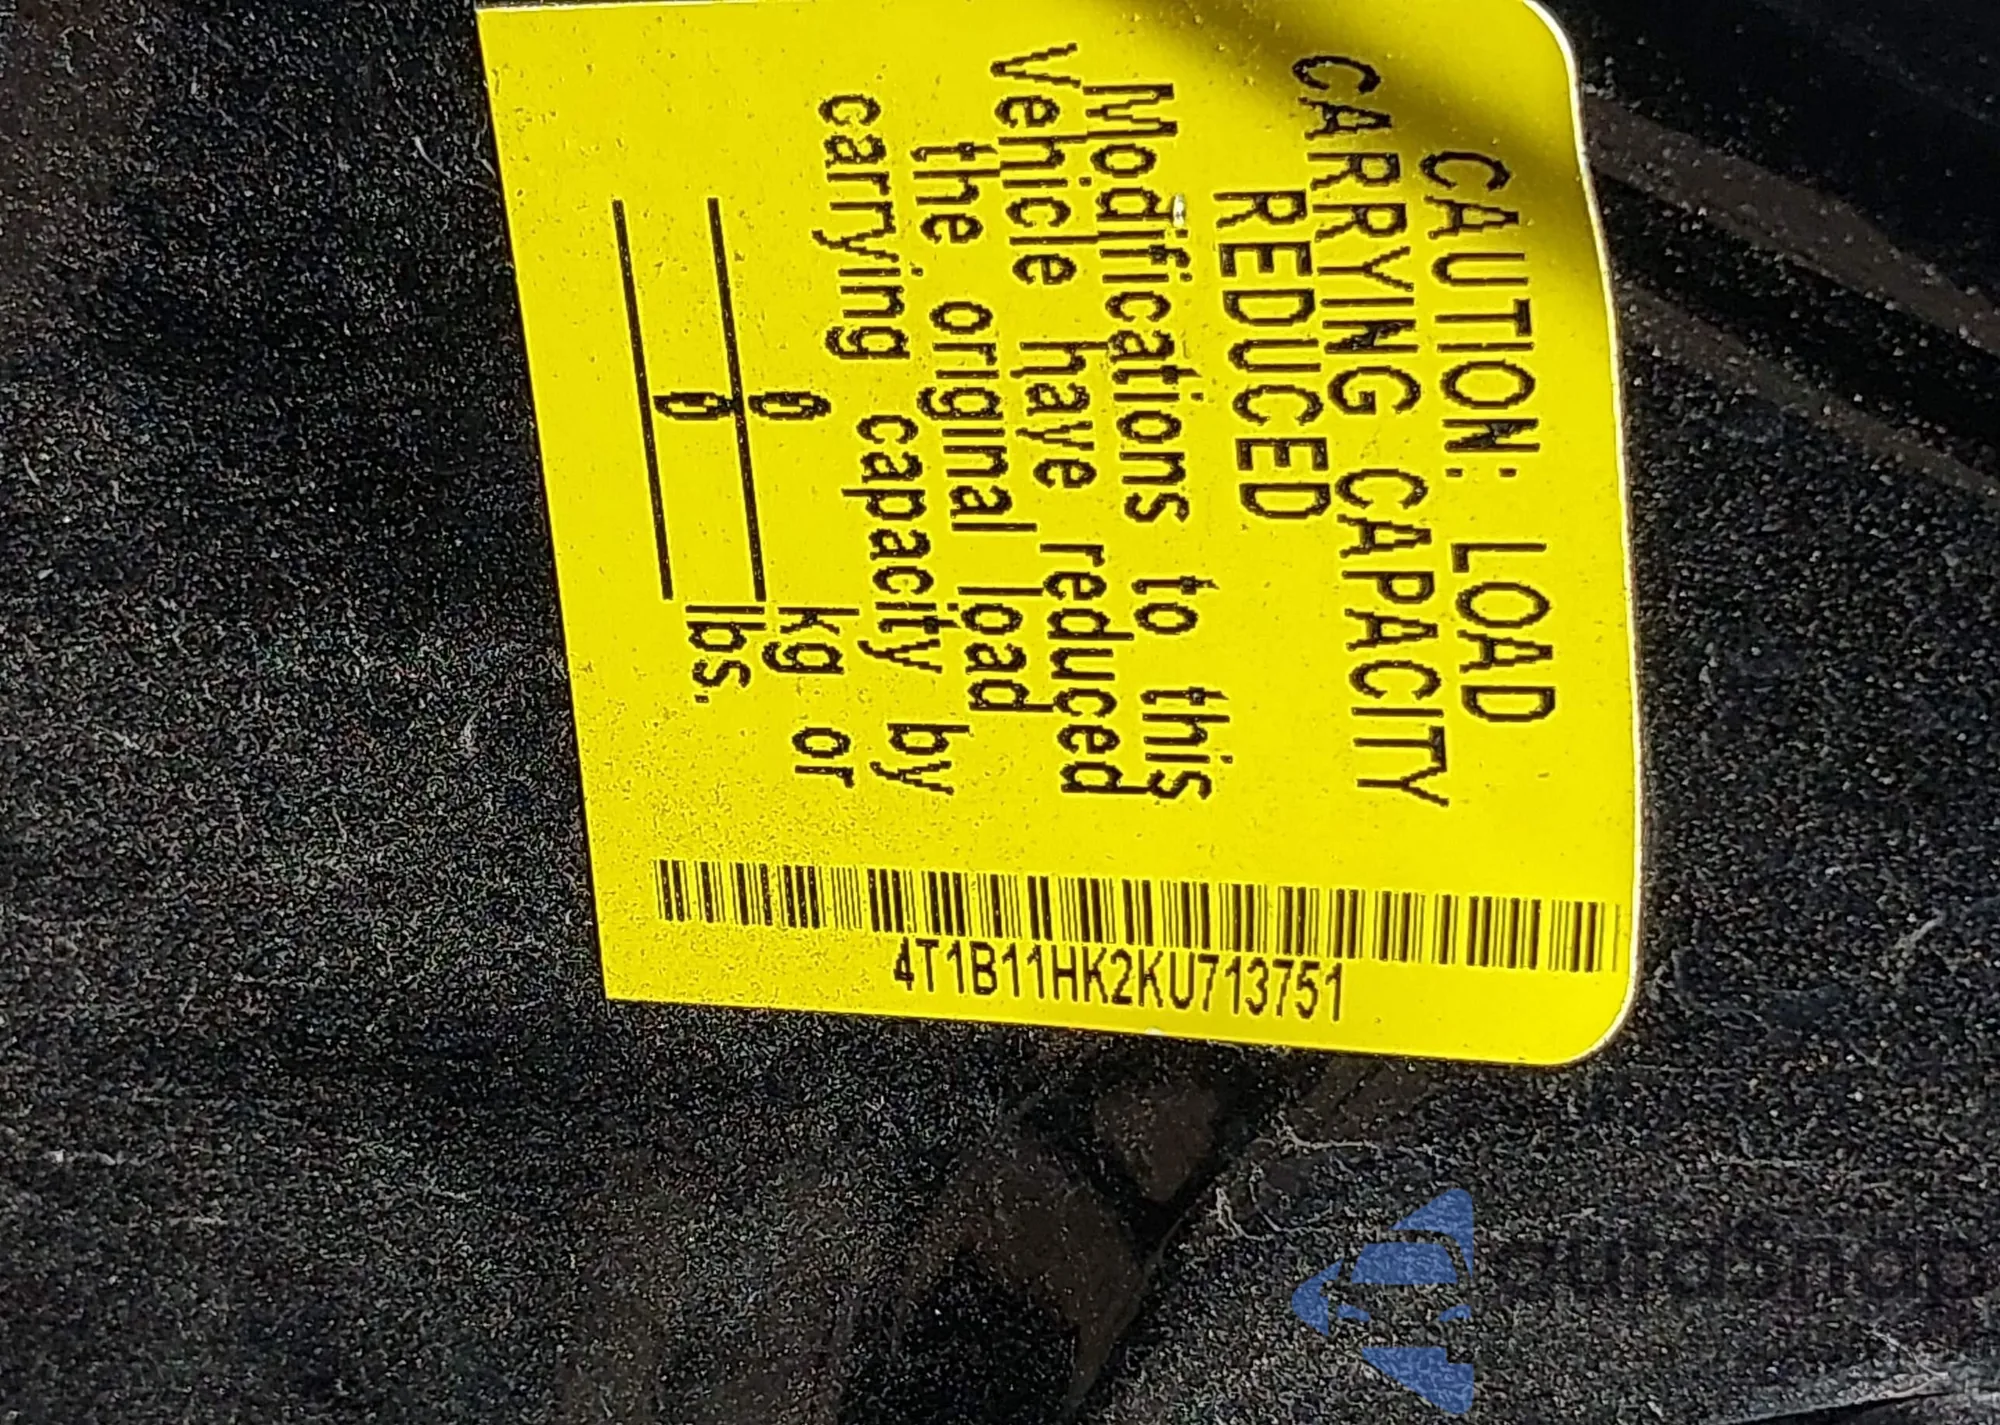 CAUTION: LOAD
CARRYING CAPACITY
REDUCED
Modifications to this
Vehicle have reduced
the original load
carrying capacity by
0 kg or
0 lbs.
4T1B11HK2KU713751